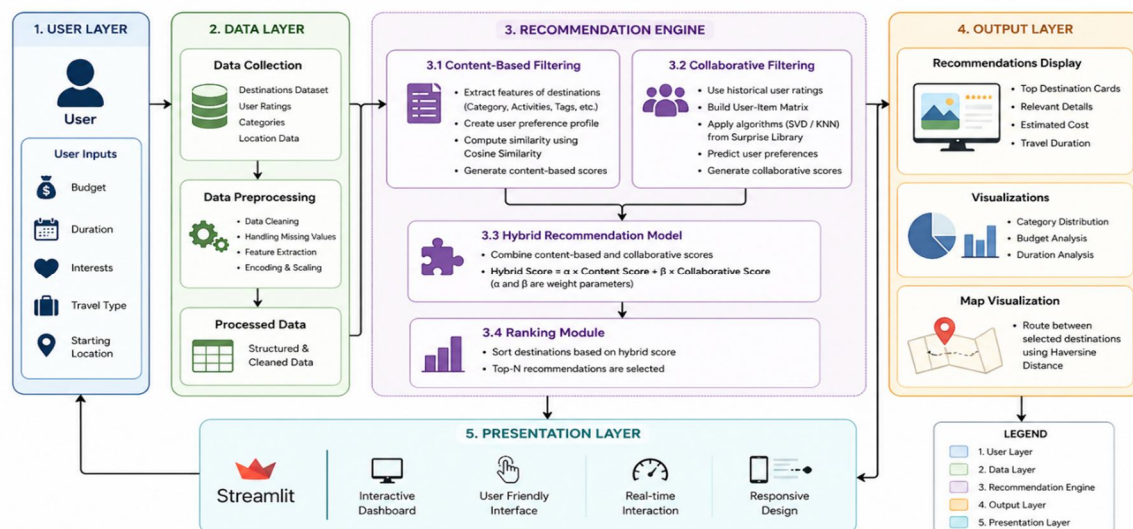 1. USER LAYER
User
User Inputs
Budget
Duration
Interests
Travel Type
Starting
Location
2. DATA LAYER
Data Collection
Destinations Dataset
User Ratings
Categories
Location Data
Data Preprocessing
• Data Cleaning
• Handling Missing Values
• Feature Extraction
• Encoding & Scaling
Processed Data
Structured &
Cleaned Data
3. RECOMMENDATION ENGINE
3.1 Content-Based Filtering
• Extract features of destinations
(Category, Activities, Tags, etc.)
• Create user preference profile
• Compute similarity using
Cosine Similarity
• Generate content-based scores
3.2 Collaborative Filtering
• Use historical user ratings
• Build User-Item Matrix
• Apply algorithms (SVD / KNN)
from Surprise Library
• Predict user preferences
• Generate collaborative scores
3.3 Hybrid Recommendation Model
• Combine content-based and collaborative scores
• Hybrid Score = α × Content Score + β × Collaborative Score
(α and β are weight parameters)
3.4 Ranking Module
• Sort destinations based on hybrid score
• Top-N recommendations are selected
4. OUTPUT LAYER
Recommendations Display
• Top Destination Cards
• Relevant Details
• Estimated Cost
• Travel Duration
Visualizations
• Category Distribution
• Budget Analysis
• Duration Analysis
Map Visualization
• Route between
selected destinations
using Haversine
Distance
5. PRESENTATION LAYER
Streamlit
Interactive
Dashboard
User Friendly
Interface
Real-time
Interaction
Responsive
Design
LEGEND
1. User Layer
2. Data Layer
3. Recommendation Engine
4. Output Layer
5. Presentation Layer